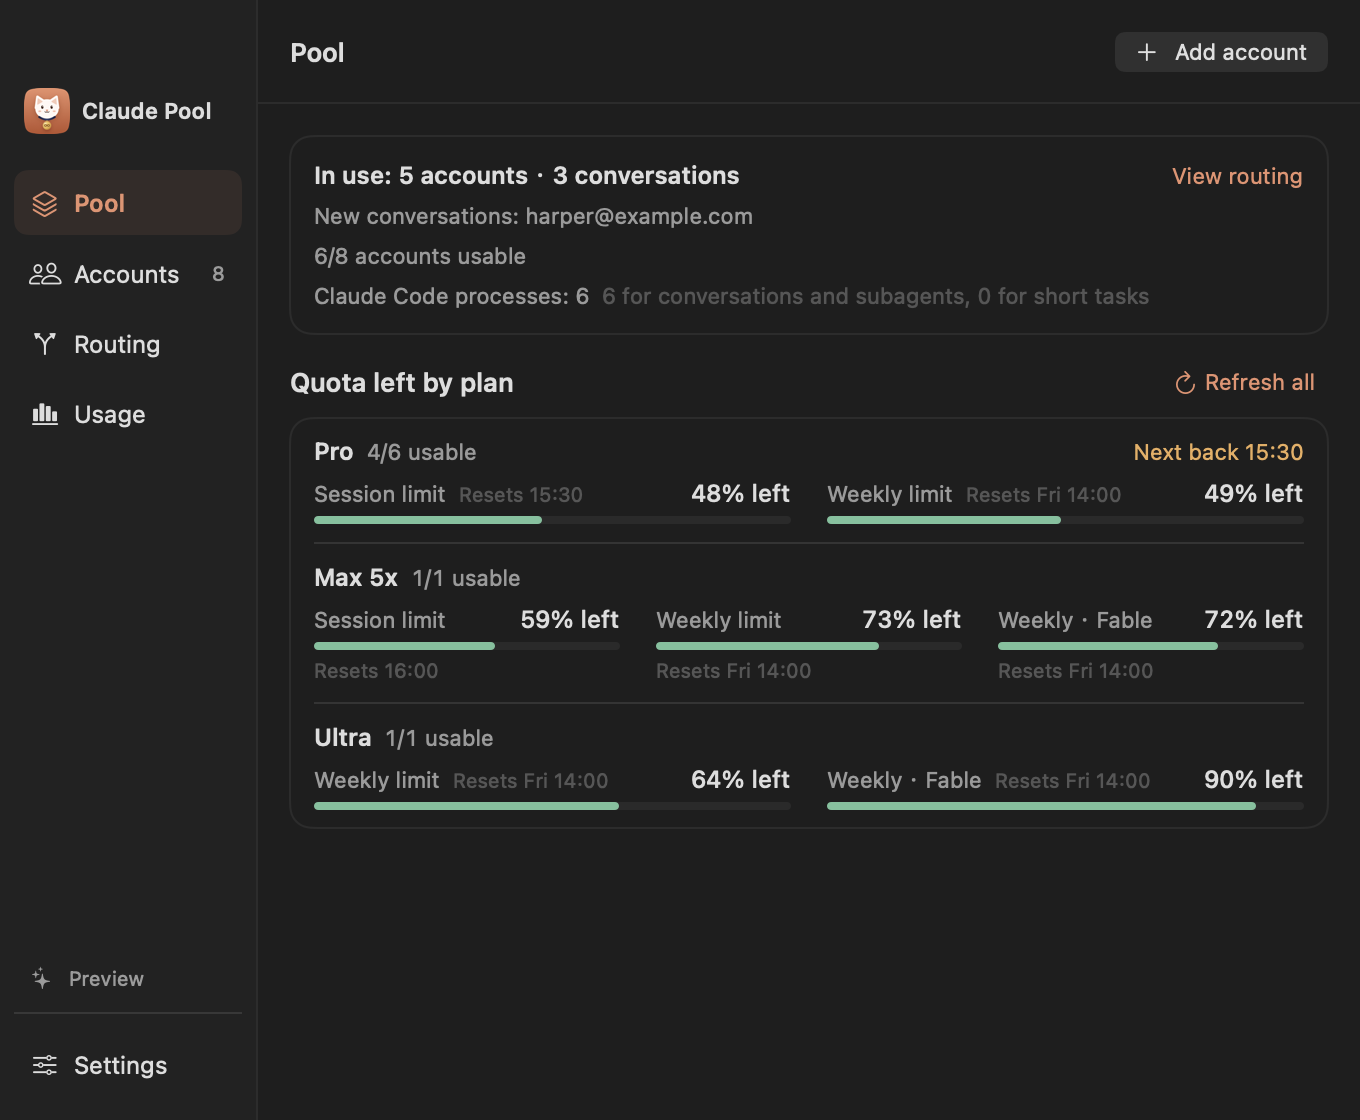 Claude Pool
Pool
Accounts 8
Routing
Usage
Preview
Settings
Pool
Add account
In use: 5 accounts · 3 conversations
View routing
New conversations: harper@example.com
6/8 accounts usable
Claude Code processes: 6 6 for conversations and subagents, 0 for short tasks
Quota left by plan
Refresh all
Pro 4/6 usable
Next back 15:30
Session limit Resets 15:30 48% left
Weekly limit Resets Fri 14:00 49% left
Max 5x 1/1 usable
Session limit 59% left
Resets 16:00
Weekly limit 73% left
Resets Fri 14:00
Weekly · Fable 72% left
Resets Fri 14:00
Ultra 1/1 usable
Weekly limit Resets Fri 14:00 64% left
Weekly · Fable Resets Fri 14:00 90% left